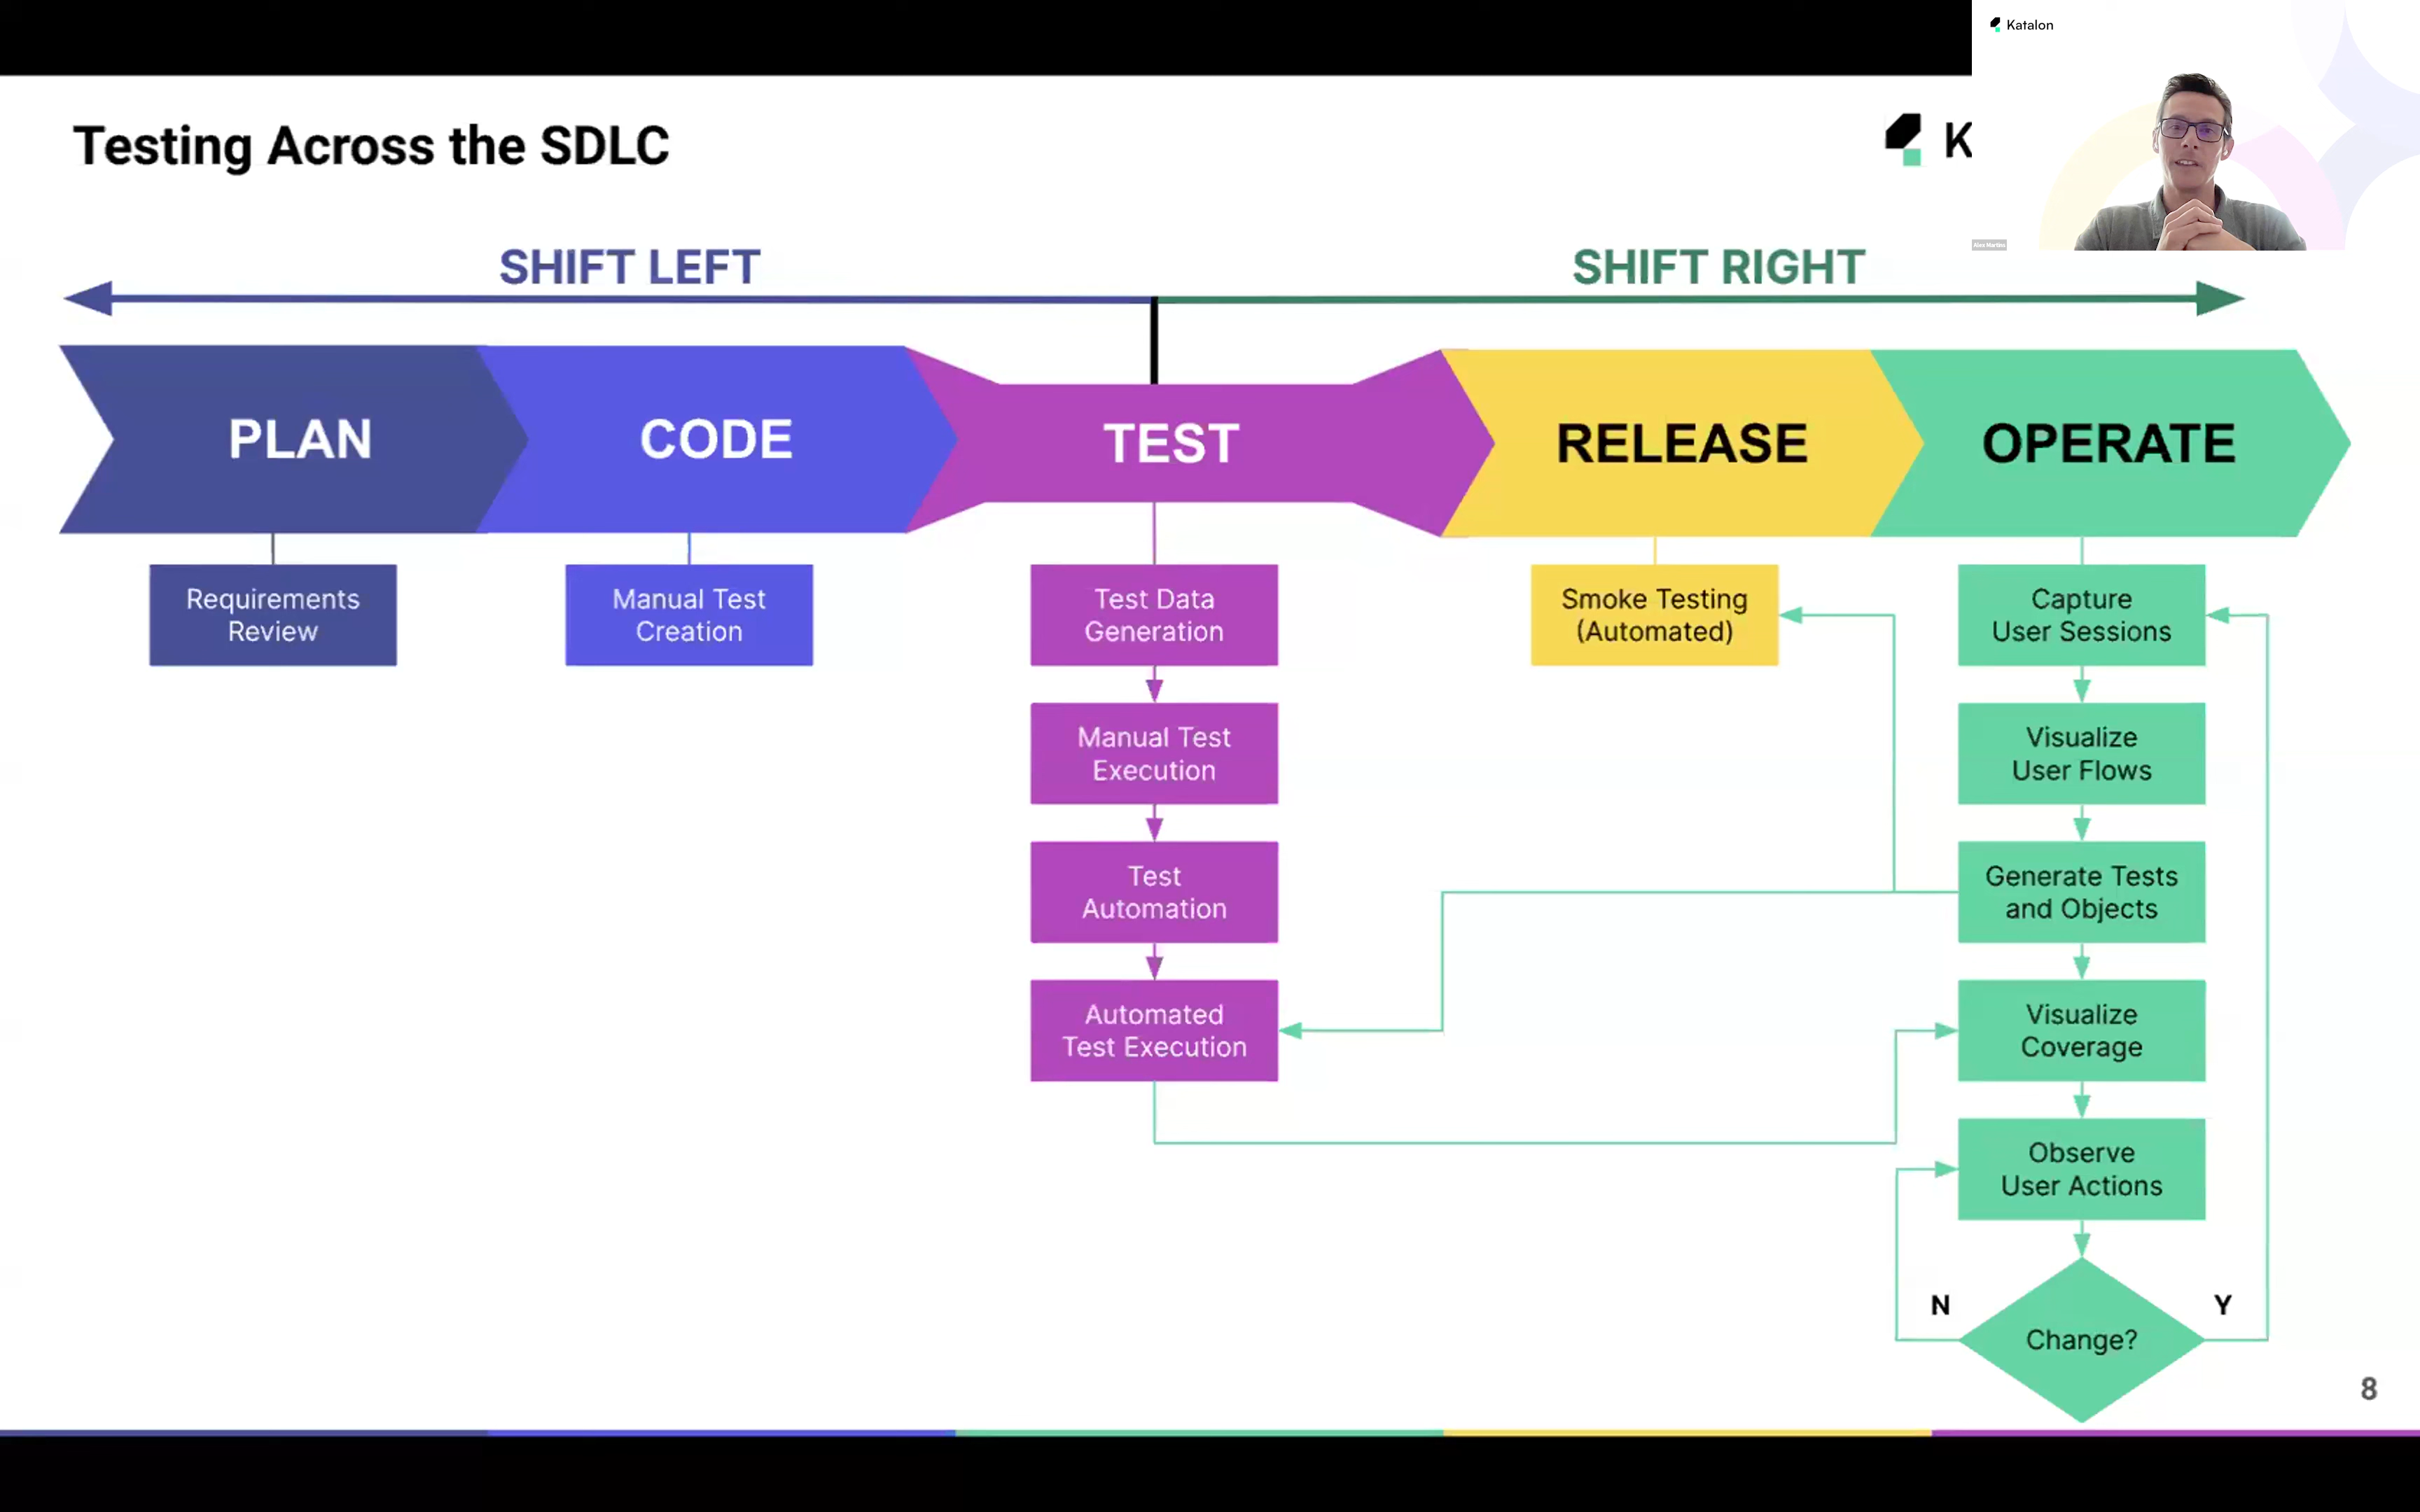 Katalon
Testing Across the SDLC
K
Alex Martins
SHIFT LEFT
SHIFT RIGHT
PLAN
CODE
TEST
RELEASE
OPERATE
Requirements
Review
Manual Test
Creation
Test Data
Generation
Manual Test
Execution
Test
Automation
Automated
Test Execution
Smoke Testing
(Automated)
Capture
User Sessions
Visualize
User Flows
Generate Tests
and Objects
Visualize
Coverage
Observe
User Actions
N
Y
Change?
8